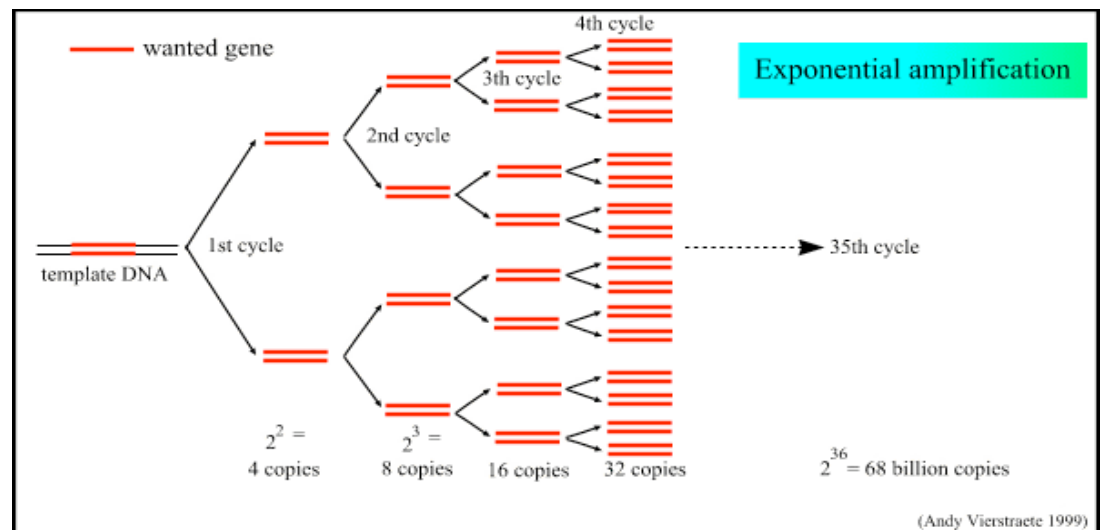 4th cycle
wanted gene
Exponential amplification
3th cycle
2nd cycle
1st cycle
35th cycle
template DNA
2^2 =
4 copies
2^3 =
8 copies
16 copies
32 copies
2^36 = 68 billion copies
(Andy Vierstraete 1999)